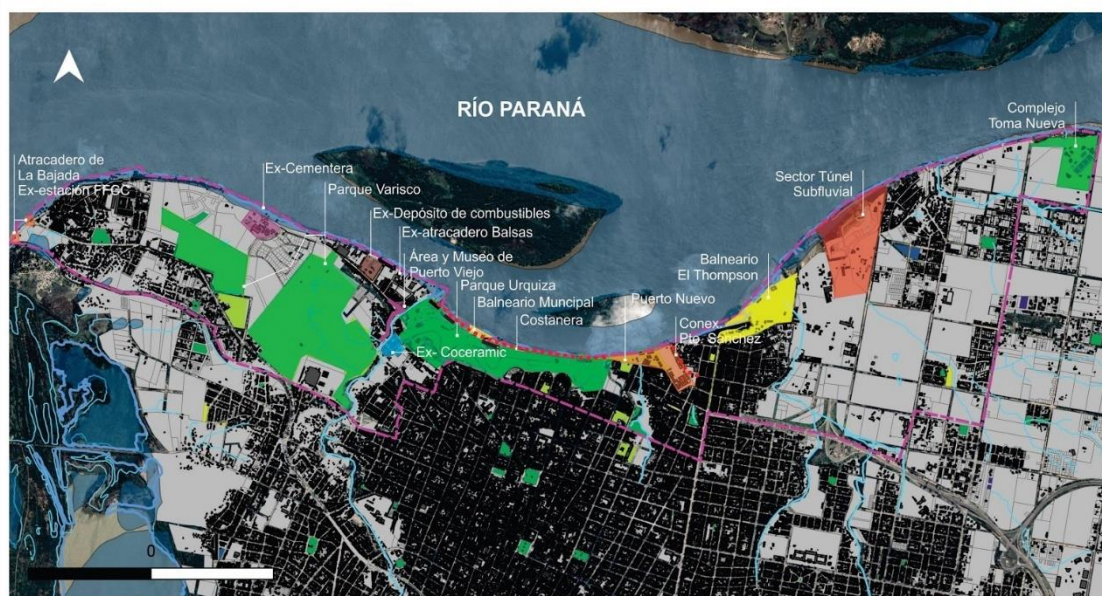 RÍO PARANÁ
Complejo
Toma Nueva
Atracadero de
La Bajada
Ex-estación FFGC
Ex-Cementera
Parque Varisco
Sector Túnel
Subfluvial
Ex-Depósito de combustibles
Ex-atracadero Balsas
Área y Museo de
Puerto Viejo
Parque Urquiza
Balneario Muncipal
Costanera
Balneario
El Thompson
Puerto Nuevo
Conex.
Pto. Sánchez
Ex- Coceramic
0